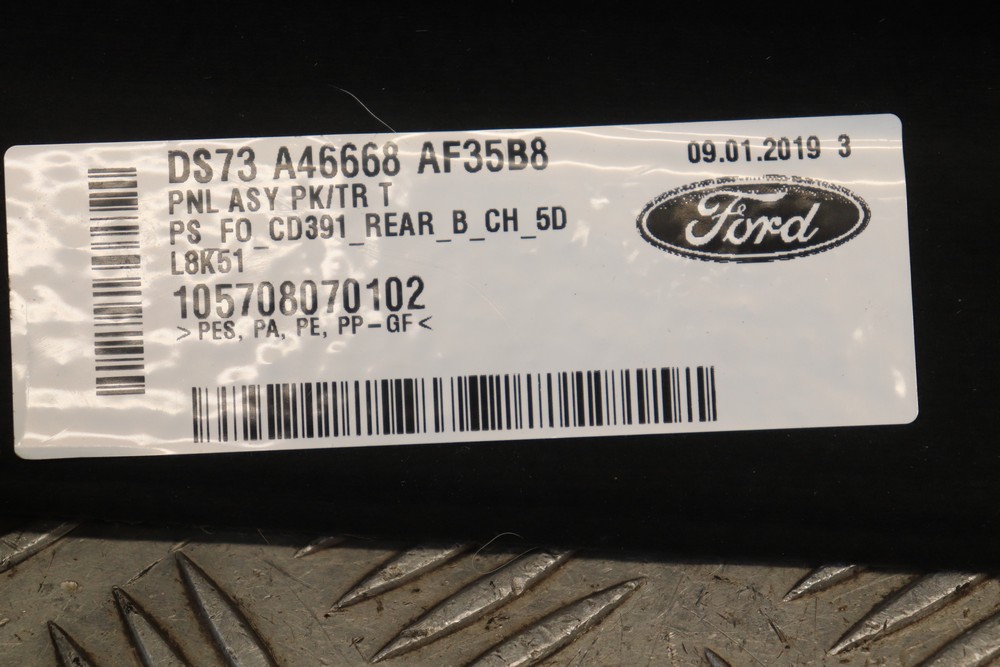 DS73 A46668 AF35B8
09.01.2019 3
PNL ASY PK/TR T
PS_FO_CD391_REAR_B_CH_5D
L8K51
Ford
105708070102
>PES, PA, PE, PP-GF<